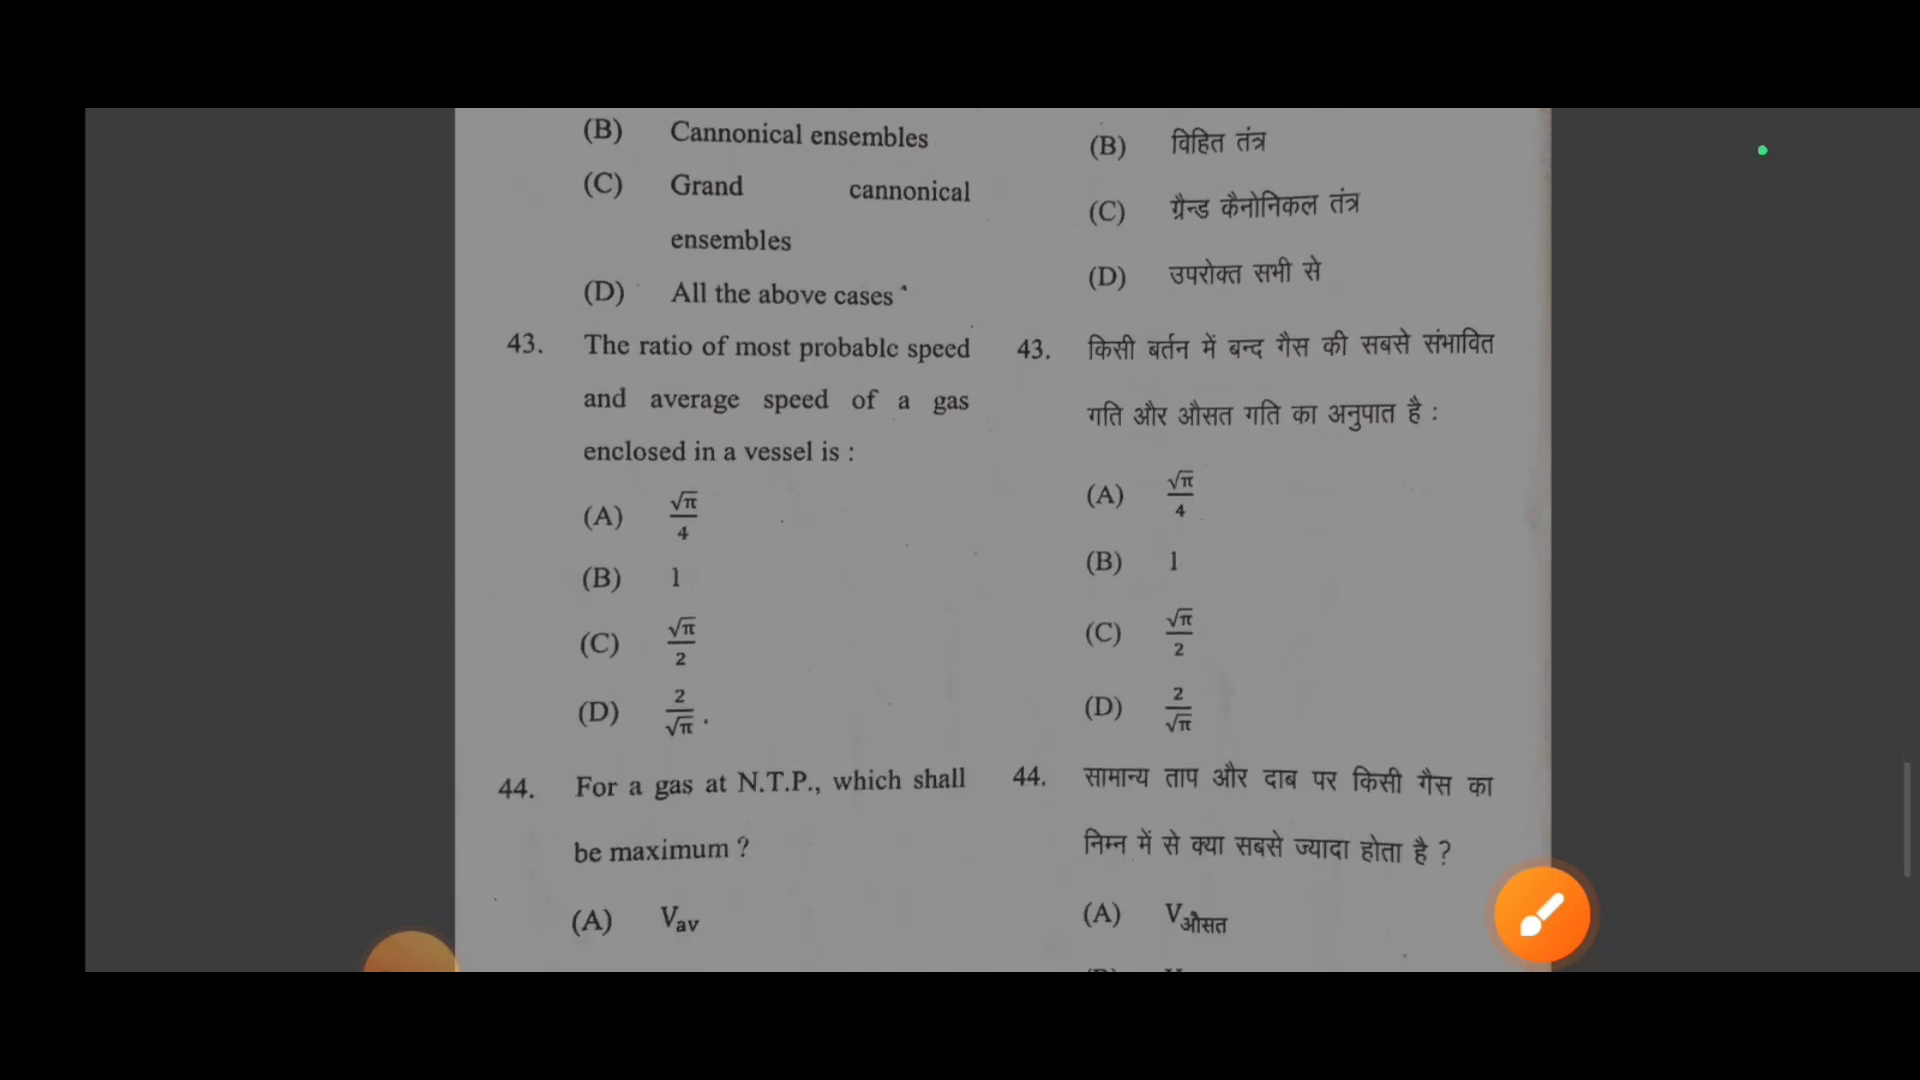 (B) Cannonical ensembles
(C) Grand cannonical
ensembles
(D) All the above cases
43. The ratio of most probable speed
and average speed of a gas
enclosed in a vessel is :
(A) √π/4
(B) 1
(C) √π/2
(D) 2/√π .
44. For a gas at N.T.P., which shall
be maximum ?
(A) Vav
(B) विहित तंत्र
(C) ग्रैन्ड कैनोनिकल तंत्र
(D) उपरोक्त सभी से
43. किसी बर्तन में बन्द गैस की सबसे संभावित
गति और औसत गति का अनुपात है :
(A) √π/4
(B) 1
(C) √π/2
(D) 2/√π
44. सामान्य ताप और दाब पर किसी गैस का
निम्न में से क्या सबसे ज्यादा होता है ?
(A) Vऔसत